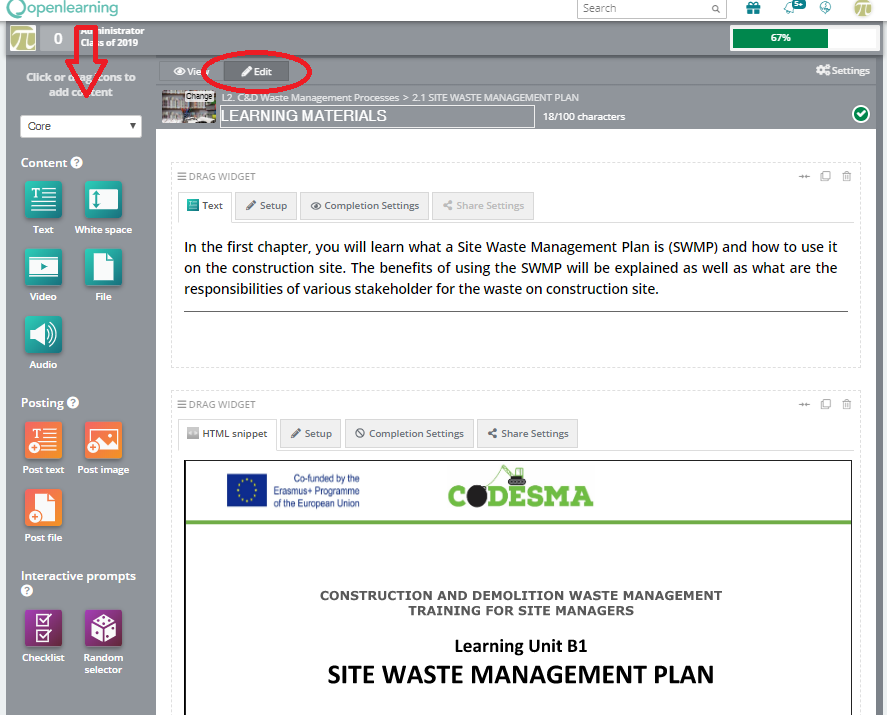 openlearning
Search
5+
0
Administrator
Class of 2019
67%
Click or drag icons to
add content
View
Edit
Settings
Change
L2. C&D Waste Management Processes > 2.1 SITE WASTE MANAGEMENT PLAN
LEARNING MATERIALS
18/100 characters
Core
Content ?
Text
White space
Video
File
Audio
Posting ?
Post text
Post image
Post file
Interactive prompts
?
Checklist
Random
selector
DRAG WIDGET
Text
Setup
Completion Settings
Share Settings
In the first chapter, you will learn what a Site Waste Management Plan is (SWMP) and how to use it
on the construction site. The benefits of using the SWMP will be explained as well as what are the
responsibilities of various stakeholder for the waste on construction site.
DRAG WIDGET
HTML snippet
Setup
Completion Settings
Share Settings
Co-funded by the
Erasmus+ Programme
of the European Union
CODESMA
CONSTRUCTION AND DEMOLITION WASTE MANAGEMENT
TRAINING FOR SITE MANAGERS
Learning Unit B1
SITE WASTE MANAGEMENT PLAN